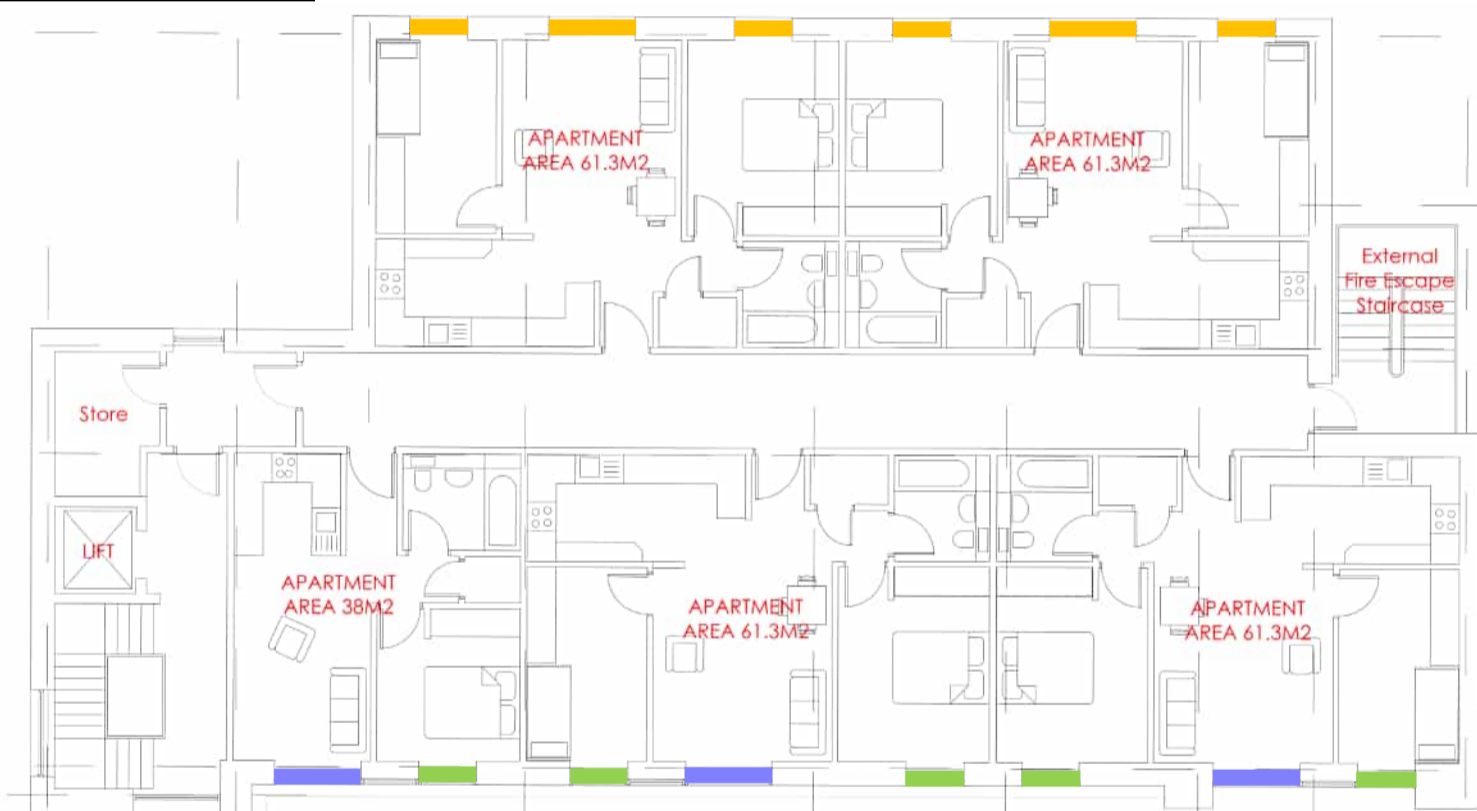 APARTMENT
AREA 61.3M2
APARTMENT
AREA 61.3M2
External
Fire Escape
Staircase
Store
LIFT
APARTMENT
AREA 38M2
APARTMENT
AREA 61.3M2
APARTMENT
AREA 61.3M2